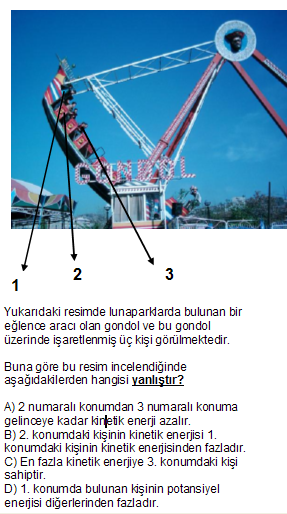 GONDOL
1
2
3
Yukarıdaki resimde lunaparklarda bulunan bir
eğlence aracı olan gondol ve bu gondol
üzerinde işaretlenmiş üç kişi görülmektedir.
Buna göre bu resim incelendiğinde
aşağıdakilerden hangisi yanlıştır?
A) 2 numaralı konumdan 3 numaralı konuma
gelinceye kadar kinetik enerji azalır.
B) 2. konumdaki kişinin kinetik enerjisi 1.
konumdaki kişinin kinetik enerjisinden fazladır.
C) En fazla kinetik enerjiye 3. konumdaki kişi
sahiptir.
D) 1. konumda bulunan kişinin potansiyel
enerjisi diğerlerinden fazladır.